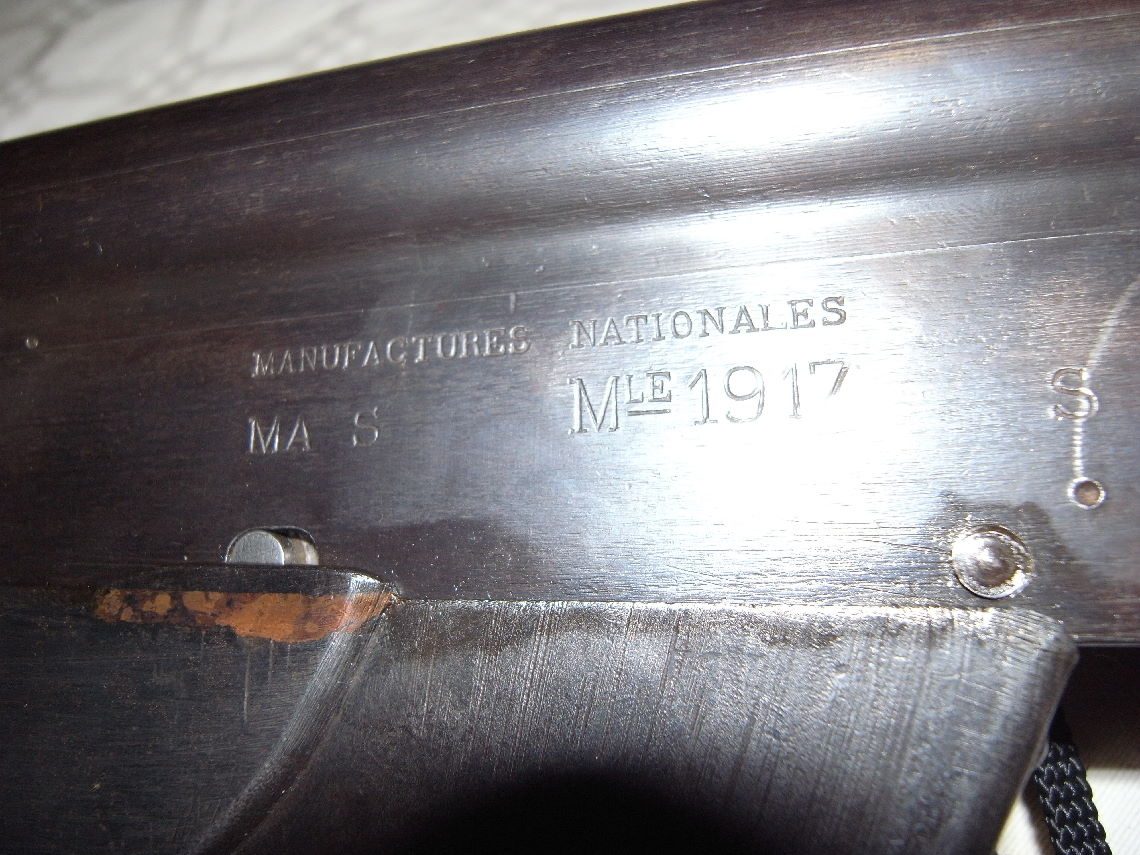 MANUFACTURES NATIONALES
MA S MLE 1917
S